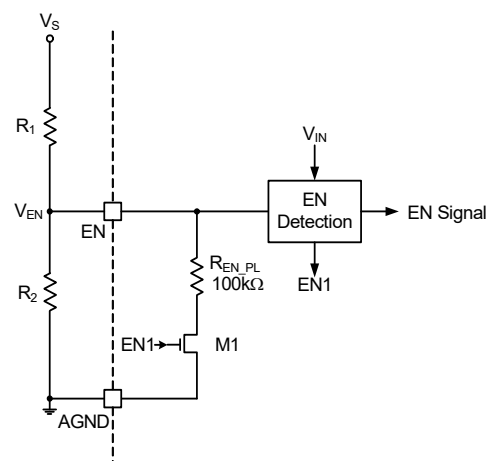 VS
R1
VIN
VEN
EN
EN
Detection
EN Signal
REN_PL
100kΩ
EN1
R2
EN1
M1
AGND